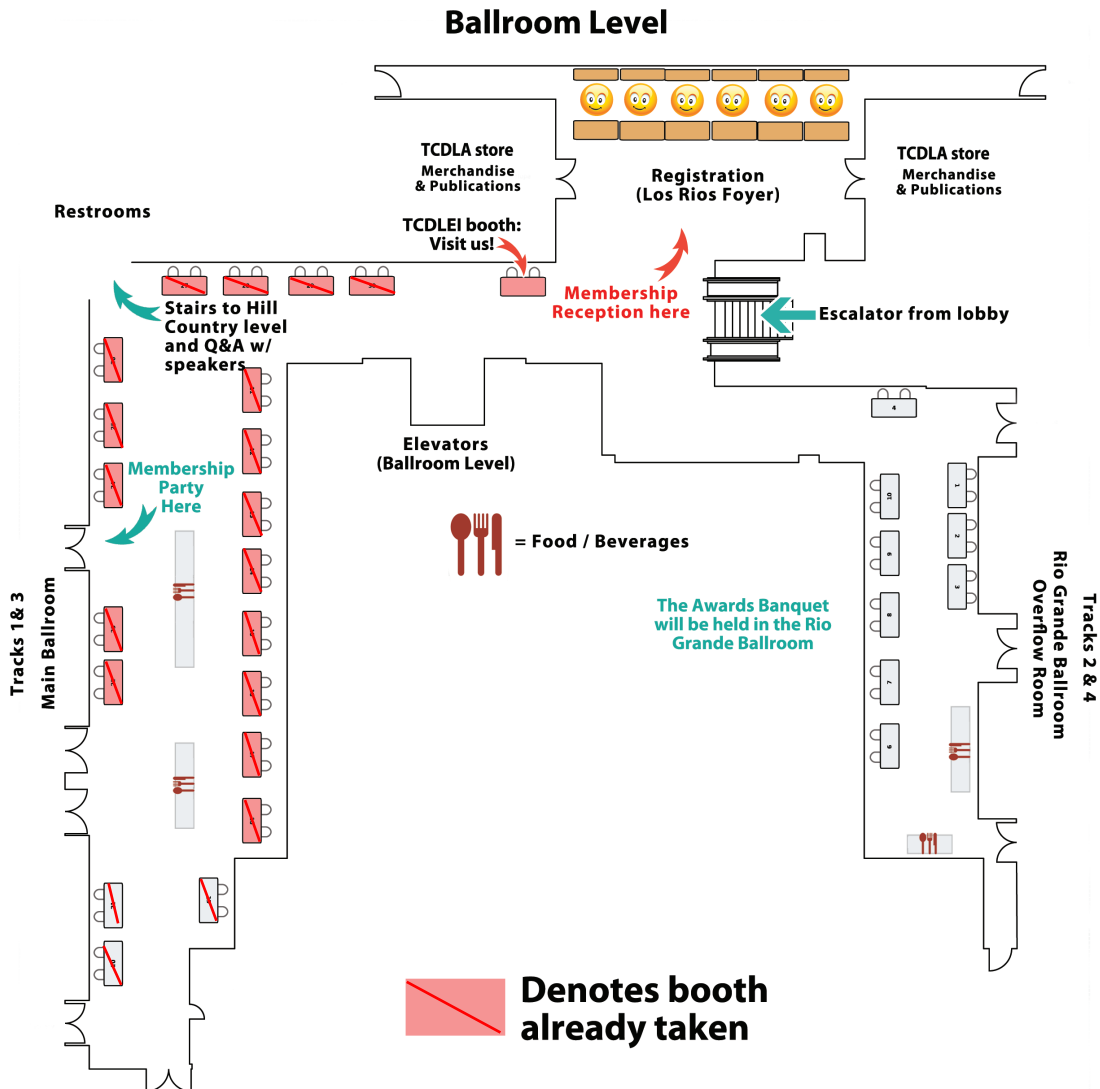 Ballroom Level
TCDLA store
Merchandise
& Publications
Registration
(Los Rios Foyer)
TCDLA store
Merchandise
& Publications
Restrooms
TCDLEI booth:
Visit us!
Membership
Reception here
Escalator from lobby
Stairs to Hill
Country level
and Q&A w/
speakers
Elevators
(Ballroom Level)
Membership
Party
Here
= Food / Beverages
The Awards Banquet
will be held in the Rio
Grande Ballroom
Tracks 1& 3
Main Ballroom
Tracks 2 & 4
Rio Grande Ballroom
Overflow Room
4
1
2
3
10
8
7
Denotes booth
already taken